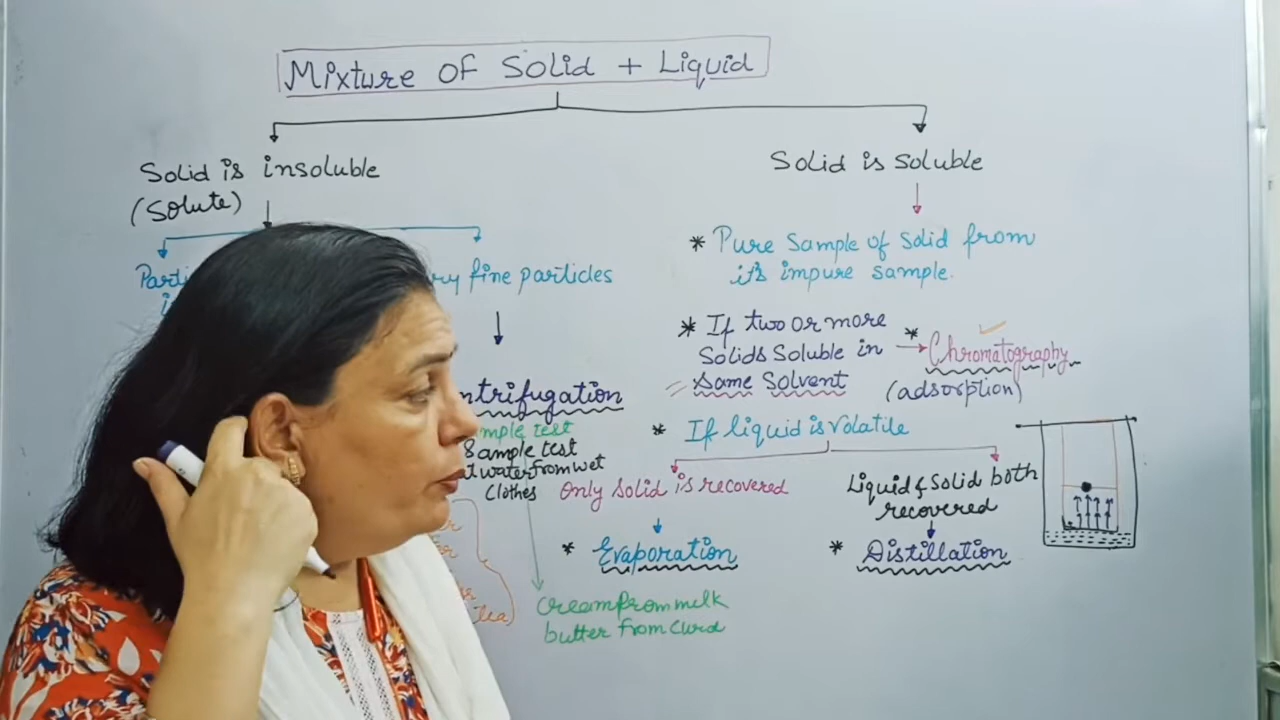 Mixture of Solid + Liquid
Solid is insoluble
(Solute)
fine particles
Solid is Soluble
* Pure Sample of Solid from
it's impure sample.
* If two or more
Solids Soluble in
Same Solvent
* Chromatography
(adsorption)
* If liquid is Volatile
Only Solid is recovered
* Evaporation
Liquid & Solid both
recovered
* Distillation
test
test
water from wet
Clothes
Cream from milk
butter from Curd